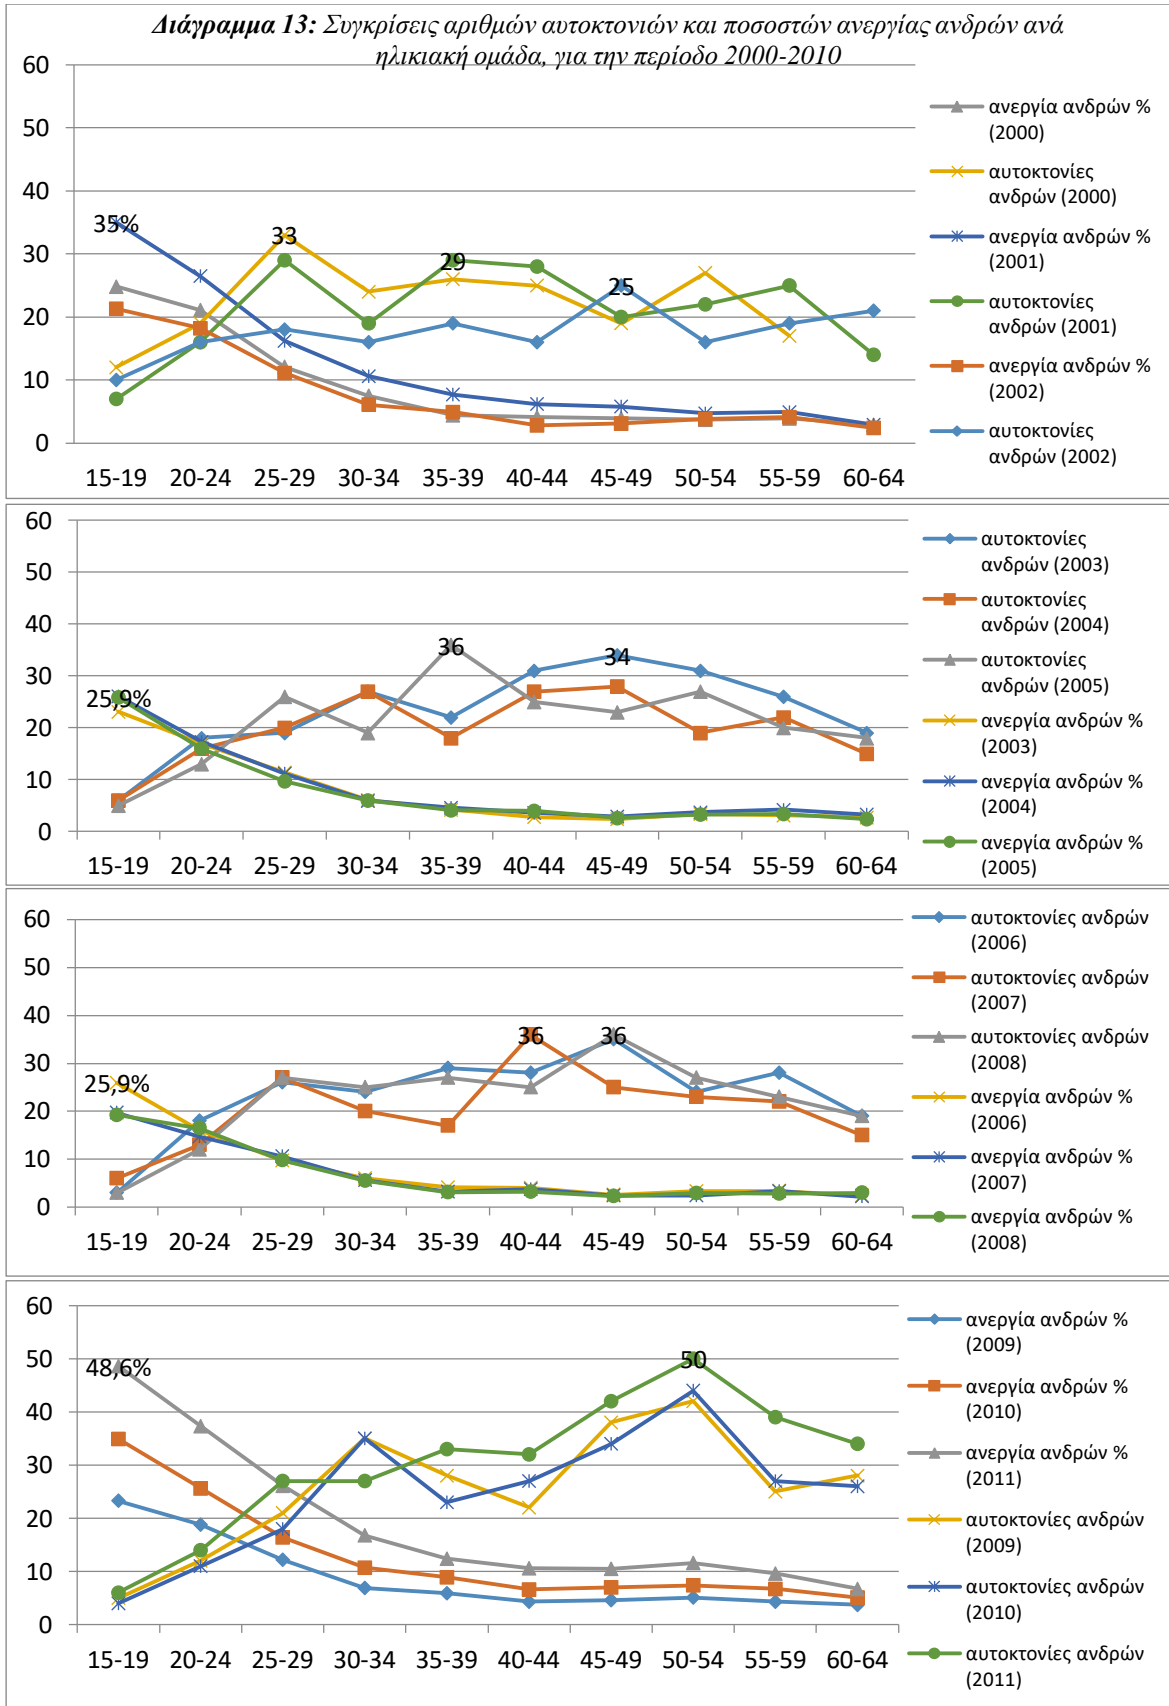 Διάγραμμα 13: Συγκρίσεις αριθμών αυτοκτονιών και ποσοστών ανεργίας ανδρών ανά
ηλικιακή ομάδα, για την περίοδο 2000-2010
60
50
40
30
20
10
0
35%
33
29
25
15-19 20-24 25-29 30-34 35-39 40-44 45-49 50-54 55-59 60-64
ανεργία ανδρών %
(2000)
αυτοκτονίες
ανδρών (2000)
ανεργία ανδρών %
(2001)
αυτοκτονίες
ανδρών (2001)
ανεργία ανδρών %
(2002)
αυτοκτονίες
ανδρών (2002)
60
50
40
30
20
10
0
25,9%
36
34
15-19 20-24 25-29 30-34 35-39 40-44 45-49 50-54 55-59 60-64
αυτοκτονίες
ανδρών (2003)
αυτοκτονίες
ανδρών (2004)
αυτοκτονίες
ανδρών (2005)
ανεργία ανδρών %
(2003)
ανεργία ανδρών %
(2004)
ανεργία ανδρών %
(2005)
60
50
40
30
20
10
0
25,9%
36
36
15-19 20-24 25-29 30-34 35-39 40-44 45-49 50-54 55-59 60-64
αυτοκτονίες ανδρών
(2006)
αυτοκτονίες ανδρών
(2007)
αυτοκτονίες ανδρών
(2008)
ανεργία ανδρών %
(2006)
ανεργία ανδρών %
(2007)
ανεργία ανδρών %
(2008)
60
50
40
30
20
10
0
48,6%
50
15-19 20-24 25-29 30-34 35-39 40-44 45-49 50-54 55-59 60-64
ανεργία ανδρών %
(2009)
ανεργία ανδρών %
(2010)
ανεργία ανδρών %
(2011)
αυτοκτονίες ανδρών
(2009)
αυτοκτονίες ανδρών
(2010)
αυτοκτονίες ανδρών
(2011)